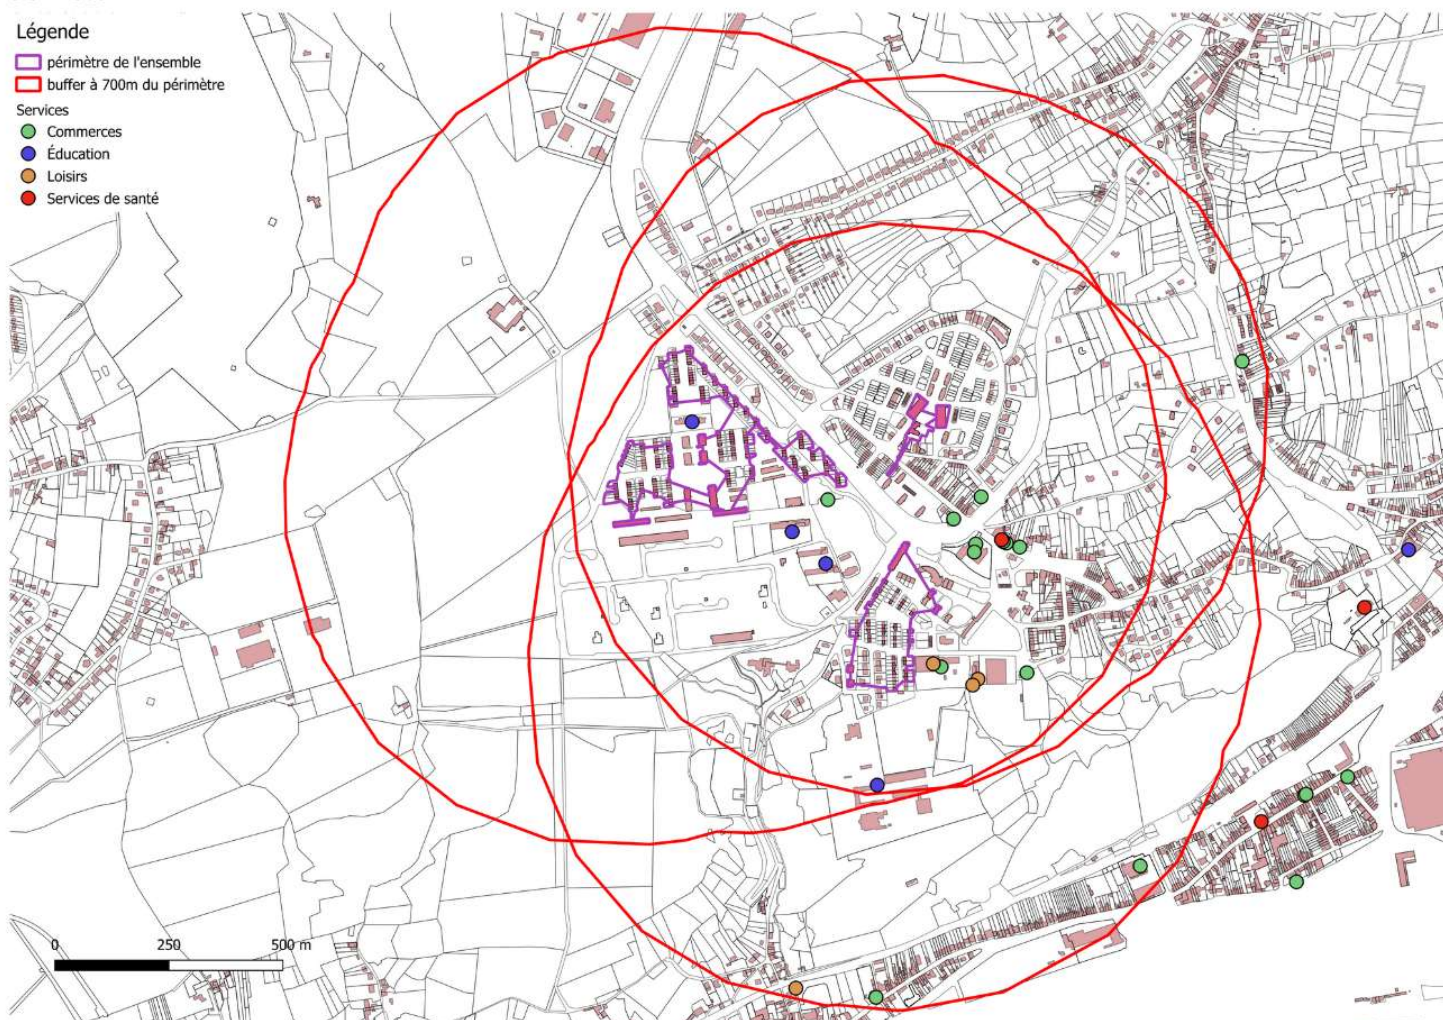 Légende
périmètre de l'ensemble
buffer à 700m du périmètre
Services
Commerces
Éducation
Loisirs
Services de santé
0 250 500 m